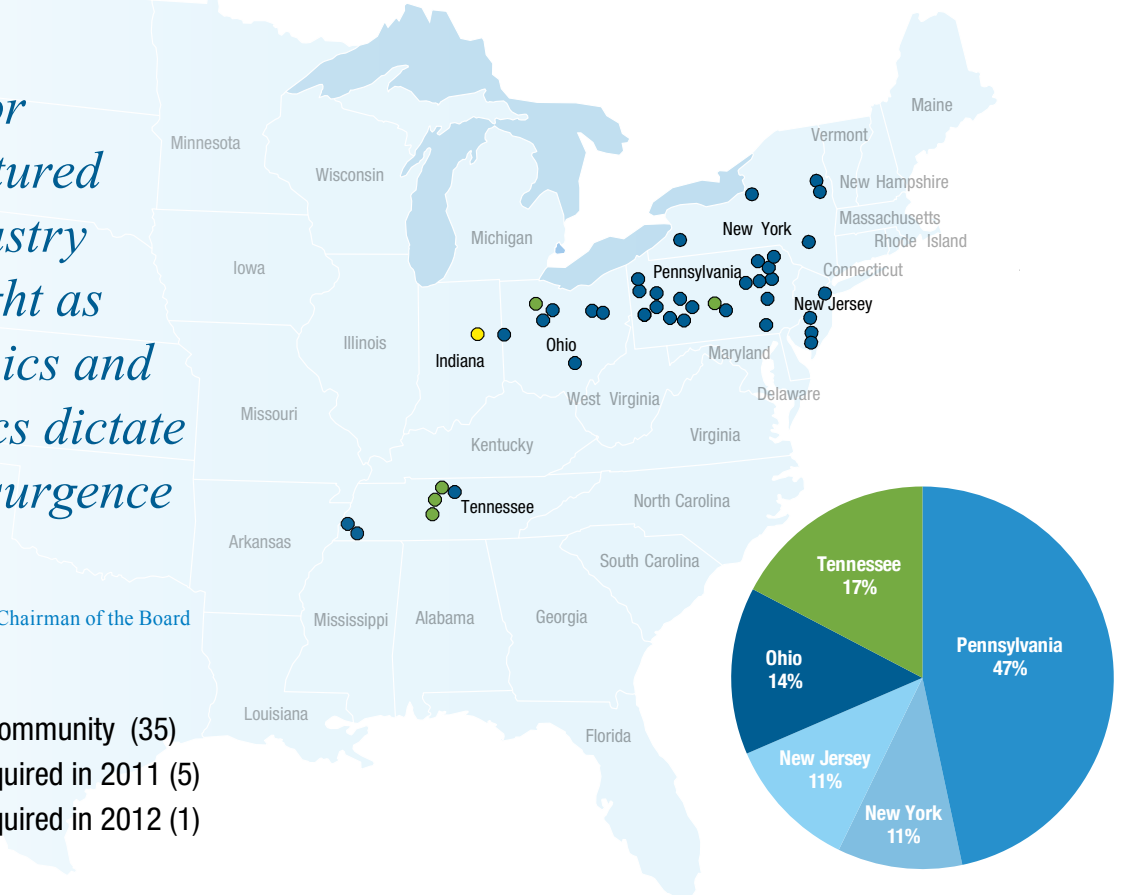 or
tured
ustry
ght as
ics and
cs dictate
surgence
Chairman of the Board
ommunity (35)
quired in 2011 (5)
quired in 2012 (1)
Maine
Vermont
Minnesota
Wisconsin
New Hampshire
Massachusetts
New York
Michigan
Rhode Island
Iowa
Pennsylvania
Connecticut
New Jersey
Illinois
Ohio
Indiana
Maryland
Delaware
West Virginia
Missouri
Virginia
Kentucky
North Carolina
Tennessee
Arkansas
South Carolina
Mississippi
Alabama
Georgia
Louisiana
Florida
Tennessee
17%
Pennsylvania
47%
Ohio
14%
New Jersey
11%
New York
11%